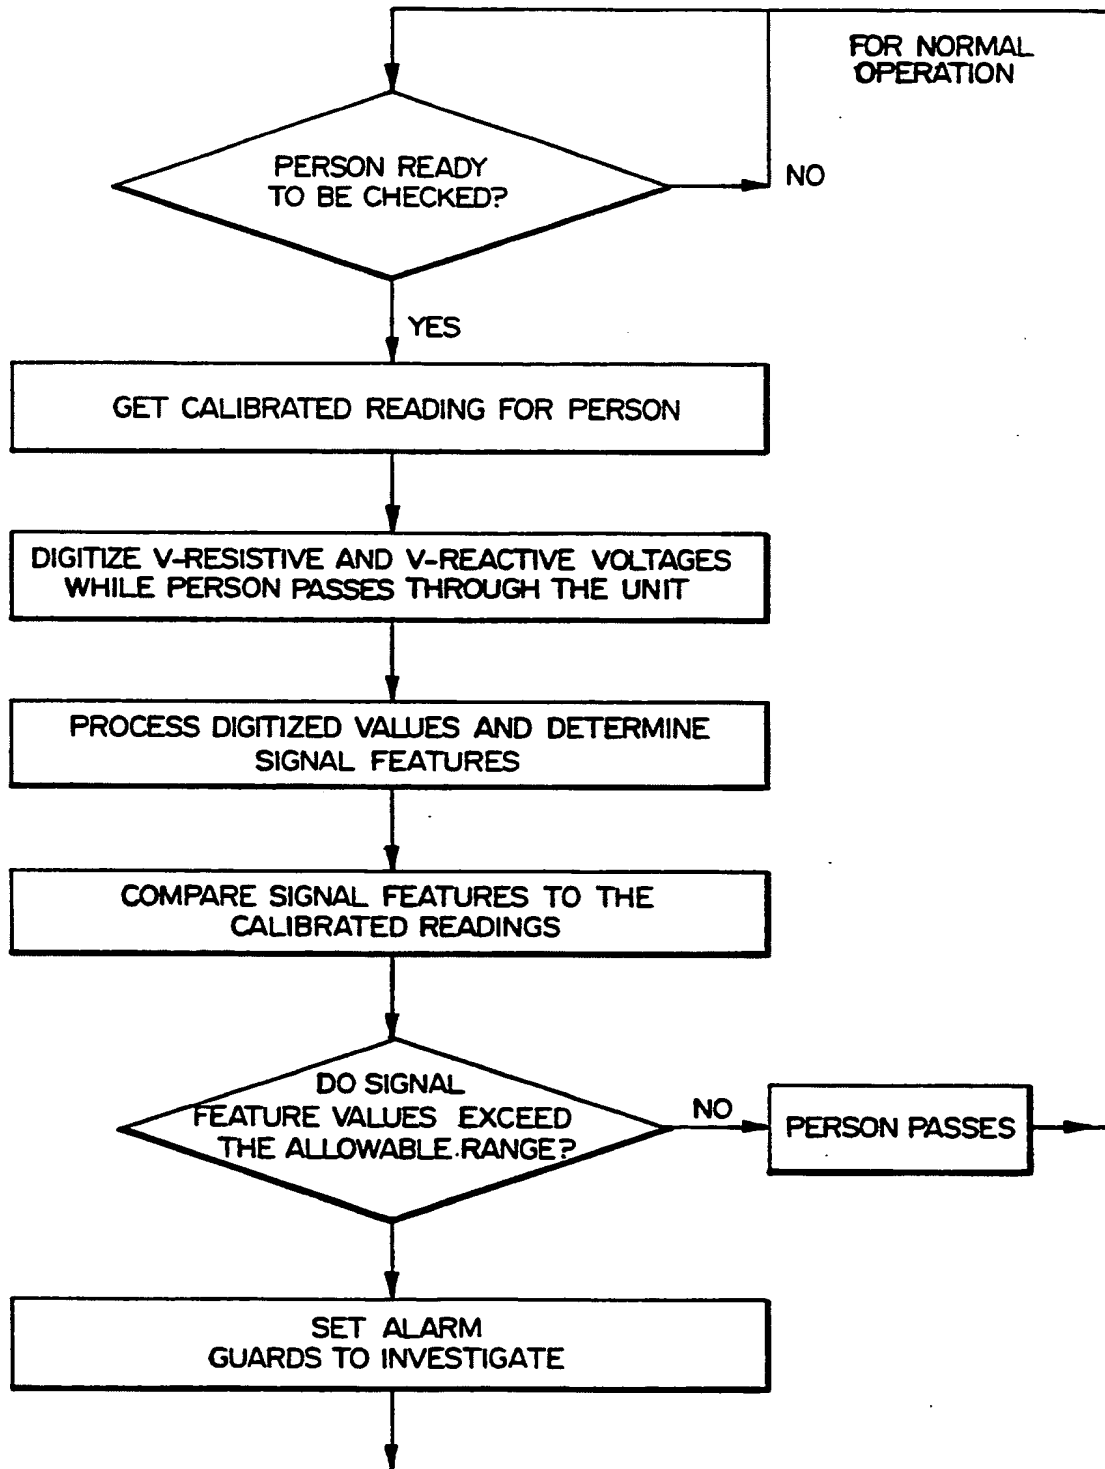 FOR NORMAL
OPERATION
PERSON READY
TO BE CHECKED?
NO
YES
GET CALIBRATED READING FOR PERSON
DIGITIZE V-RESISTIVE AND V-REACTIVE VOLTAGES
WHILE PERSON PASSES THROUGH THE UNIT
PROCESS DIGITIZED VALUES AND DETERMINE
SIGNAL FEATURES
COMPARE SIGNAL FEATURES TO THE
CALIBRATED READINGS
DO SIGNAL
FEATURE VALUES EXCEED
THE ALLOWABLE RANGE?
NO
PERSON PASSES
SET ALARM
GUARDS TO INVESTIGATE